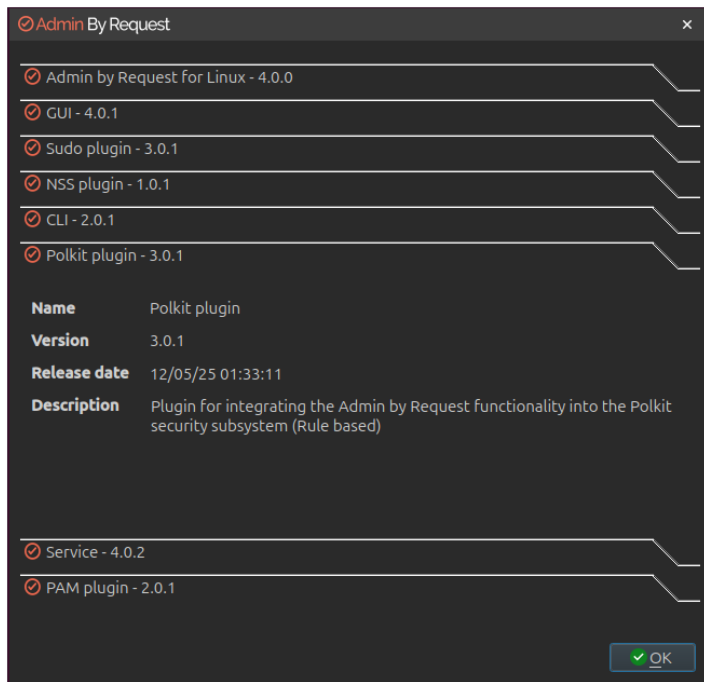 Admin By Request
Admin by Request for Linux - 4.0.0
GUI - 4.0.1
Sudo plugin - 3.0.1
NSS plugin - 1.0.1
CLI - 2.0.1
Polkit plugin - 3.0.1
Name Polkit plugin
Version 3.0.1
Release date 12/05/25 01:33:11
Description Plugin for integrating the Admin by Request functionality into the Polkit
security subsystem (Rule based)
Service - 4.0.2
PAM plugin - 2.0.1
OK